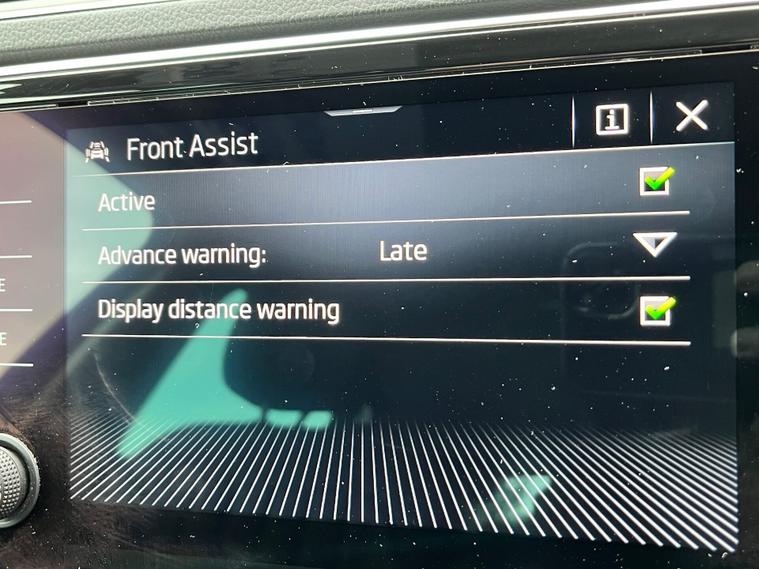 Front Assist
Active
Advance warning: Late
Display distance warning
E
E